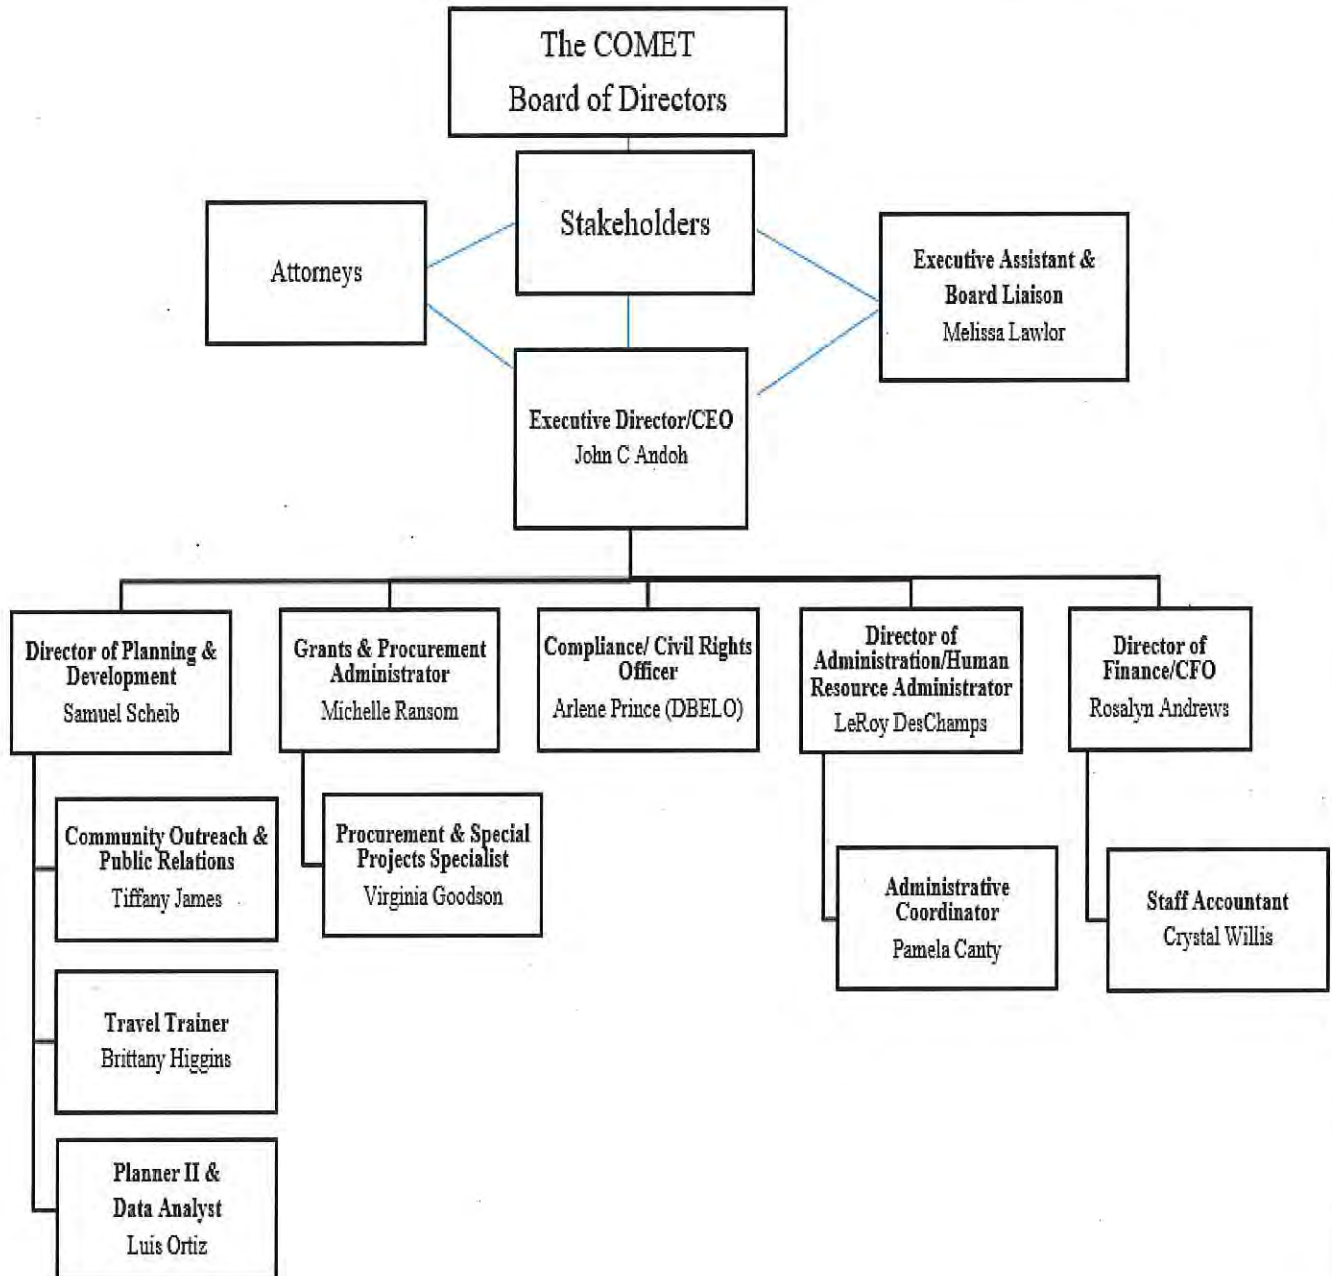 The COMET
Board of Directors
Stakeholders
Attorneys
Executive Assistant &
Board Liaison
Melissa Lawlor
Executive Director/CEO
John C Andoh
Director of Planning &
Development
Samuel Scheib
Grants & Procurement
Administrator
Michelle Ransom
Compliance/ Civil Rights
Officer
Arlene Prince (DBELO)
Director of
Administration/Human
Resource Administrator
LeRoy DesChamps
Director of
Finance/CFO
Rosalyn Andrews
Community Outreach &
Public Relations
Tiffany James
Procurement & Special
Projects Specialist
Virginia Goodson
Administrative
Coordinator
Pamela Canty
Staff Accountant
Crystal Willis
Travel Trainer
Brittany Higgins
Planner II &
Data Analyst
Luis Ortiz